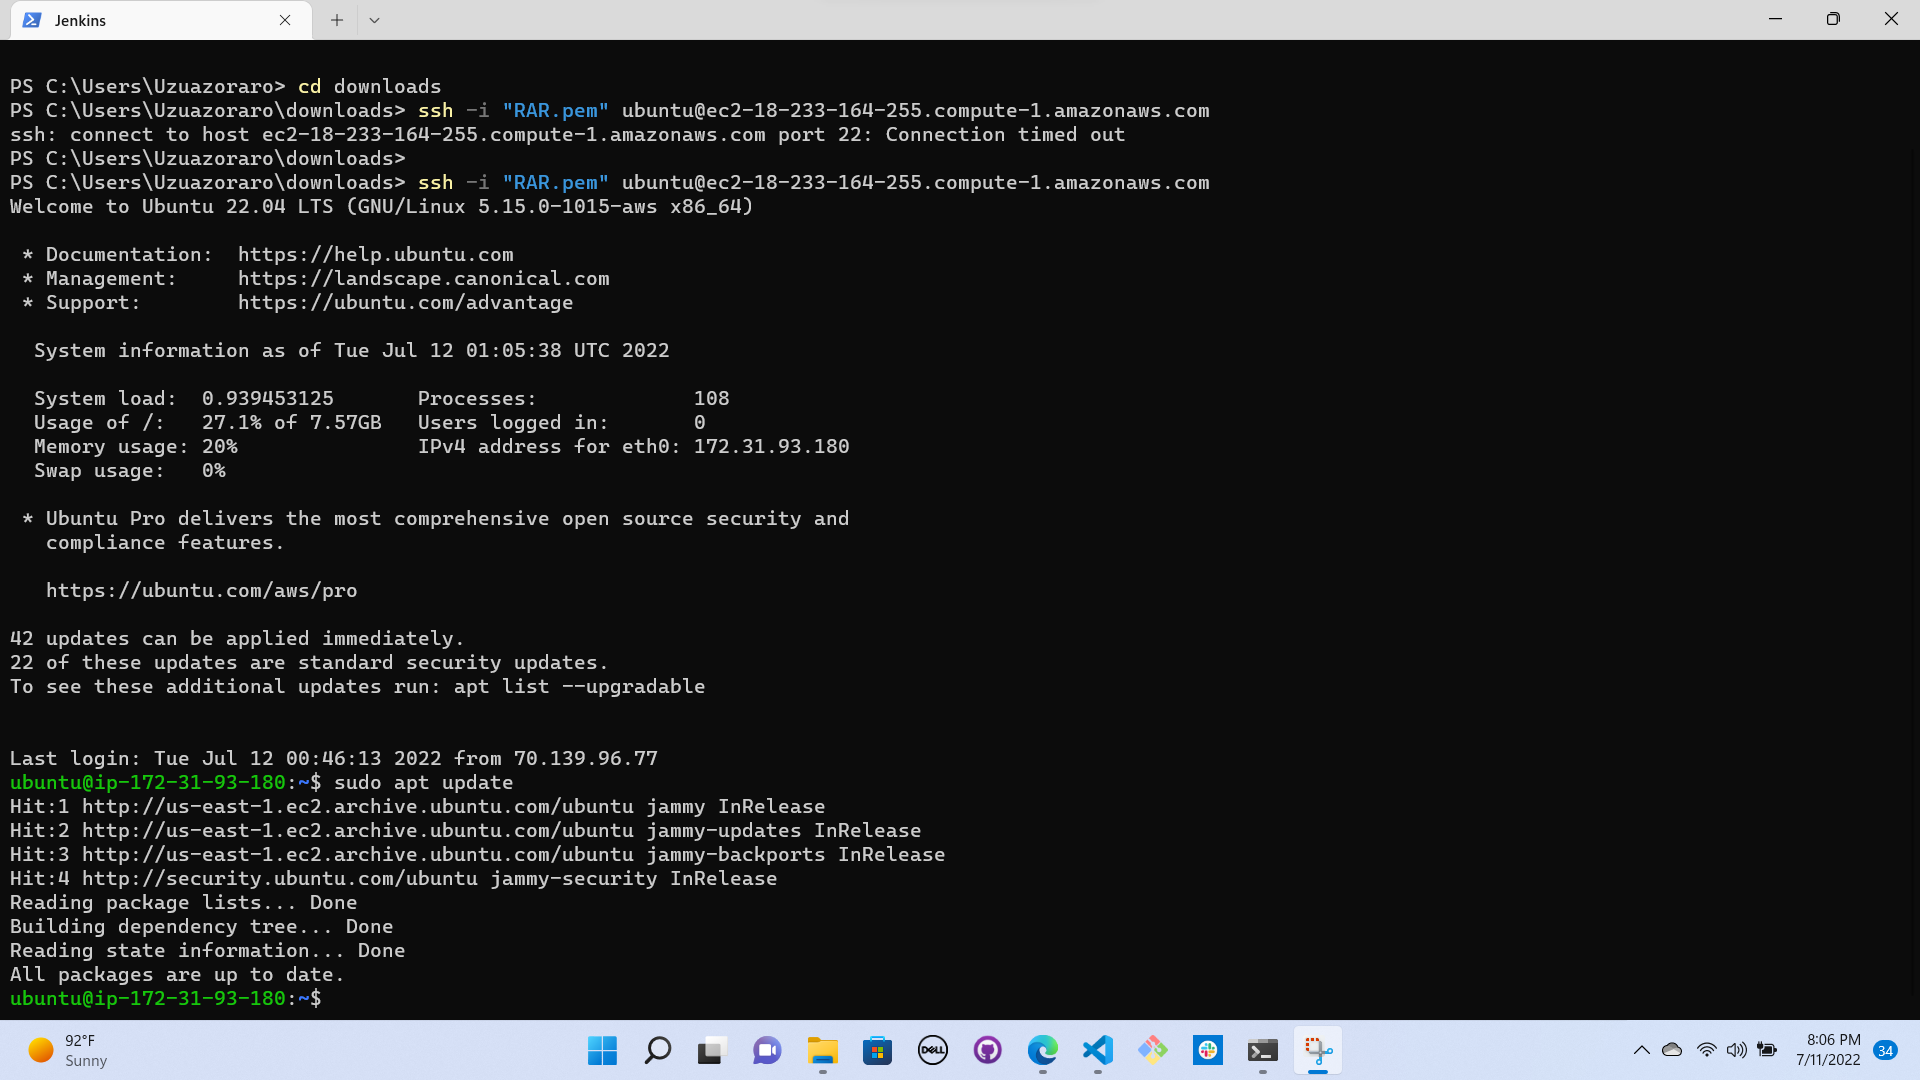 Jenkins
PS C:\Users\Uzuazoraro> cd downloads
PS C:\Users\Uzuazoraro\downloads> ssh -i "RAR.pem" ubuntu@ec2-18-233-164-255.compute-1.amazonaws.com
ssh: connect to host ec2-18-233-164-255.compute-1.amazonaws.com port 22: Connection timed out
PS C:\Users\Uzuazoraro\downloads>
PS C:\Users\Uzuazoraro\downloads> ssh -i "RAR.pem" ubuntu@ec2-18-233-164-255.compute-1.amazonaws.com
Welcome to Ubuntu 22.04 LTS (GNU/Linux 5.15.0-1015-aws x86_64)
* Documentation:  https://help.ubuntu.com
* Management:     https://landscape.canonical.com
* Support:        https://ubuntu.com/advantage
System information as of Tue Jul 12 01:05:38 UTC 2022
System load:  0.939453125       Processes:             108
Usage of /:   27.1% of 7.57GB   Users logged in:       0
Memory usage: 20%               IPv4 address for eth0: 172.31.93.180
Swap usage:   0%
* Ubuntu Pro delivers the most comprehensive open source security and
compliance features.
https://ubuntu.com/aws/pro
42 updates can be applied immediately.
22 of these updates are standard security updates.
To see these additional updates run: apt list --upgradable
Last login: Tue Jul 12 00:46:13 2022 from 70.139.96.77
ubuntu@ip-172-31-93-180:~$ sudo apt update
Hit:1 http://us-east-1.ec2.archive.ubuntu.com/ubuntu jammy InRelease
Hit:2 http://us-east-1.ec2.archive.ubuntu.com/ubuntu jammy-updates InRelease
Hit:3 http://us-east-1.ec2.archive.ubuntu.com/ubuntu jammy-backports InRelease
Hit:4 http://security.ubuntu.com/ubuntu jammy-security InRelease
Reading package lists... Done
Building dependency tree... Done
Reading state information... Done
All packages are up to date.
ubuntu@ip-172-31-93-180:~$
92°F
Sunny
DELL
8:06 PM
7/11/2022
34